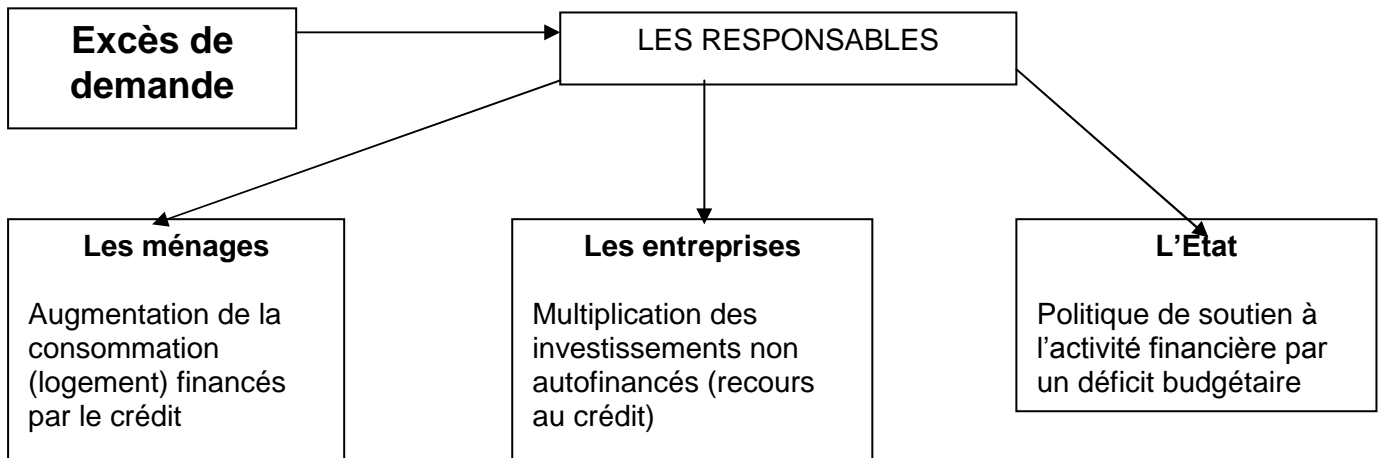 Excès de
demande
LES RESPONSABLES
Les ménages
Augmentation de la
consommation
(logement) financés
par le crédit
Les entreprises
Multiplication des
investissements non
autofinancés (recours
au crédit)
L’Etat
Politique de soutien à
l’activité financière par
un déficit budgétaire